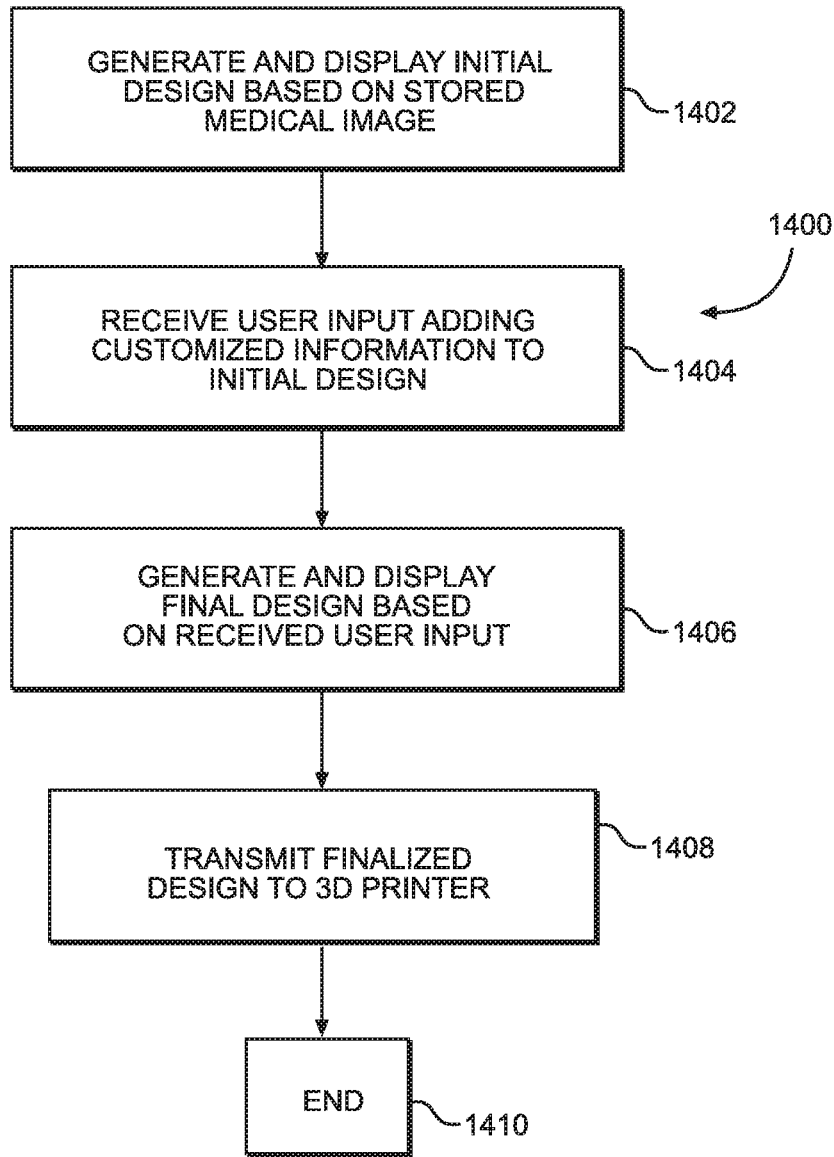 GENERATE AND DISPLAY INITIAL
DESIGN BASED ON STORED
MEDICAL IMAGE
1402
1400
RECEIVE USER INPUT ADDING
CUSTOMIZED INFORMATION TO
INITIAL DESIGN
1404
GENERATE AND DISPLAY
FINAL DESIGN BASED
ON RECEIVED USER INPUT
1406
TRANSMIT FINALIZED
DESIGN TO 3D PRINTER
1408
END
1410